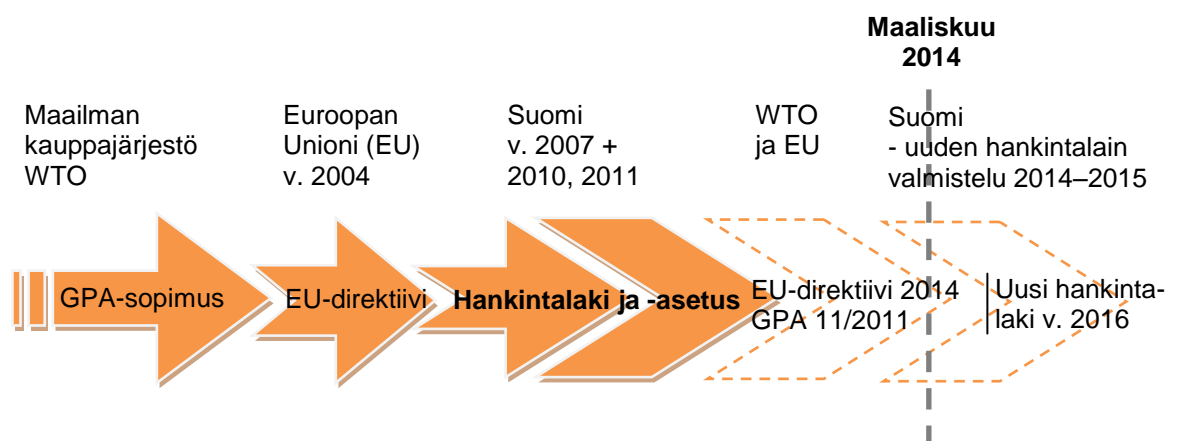 Maaliskuu
2014
Maailman
kauppajärjestö
WTO
Euroopan
Unioni (EU)
v. 2004
Suomi
v. 2007 +
2010, 2011
WTO
ja EU
Suomi
- uuden hankintalain
valmistelu 2014–2015
GPA-sopimus
EU-direktiivi
Hankintalaki ja -asetus
EU-direktiivi 2014
GPA 11/2011
Uusi hankinta-
laki v. 2016